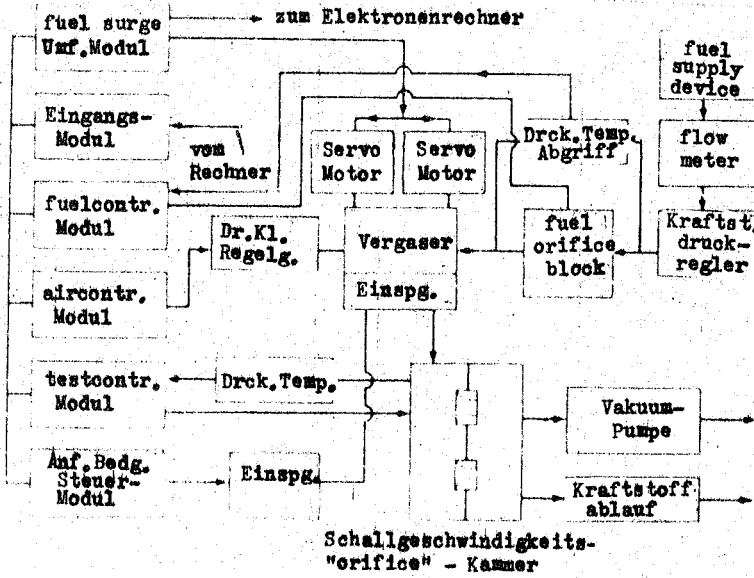 fuel surge
Umf.Modul
zum Elektronenrechner
fuel
supply
device
Eingangs-
Modul
vom
Rechner
Servo
Motor
Servo
Motor
Drck.Temp.
Abgriff
flow
meter
fuelcontr.
Modul
Dr.Kl.
Regelg.
Vergaser
fuel
orifice
block
Kraftst.
druck-
regler
Einspg.
aircontr.
Modul
testcontr.
Modul
Drck.Temp.
Vakuum-
Pumpe
Anf.Bedg.
Steuer-
Modul
Einspg.
Kraftstoff
ablauf
Schallgeschwindigkeits-
"orifice" - Kammer